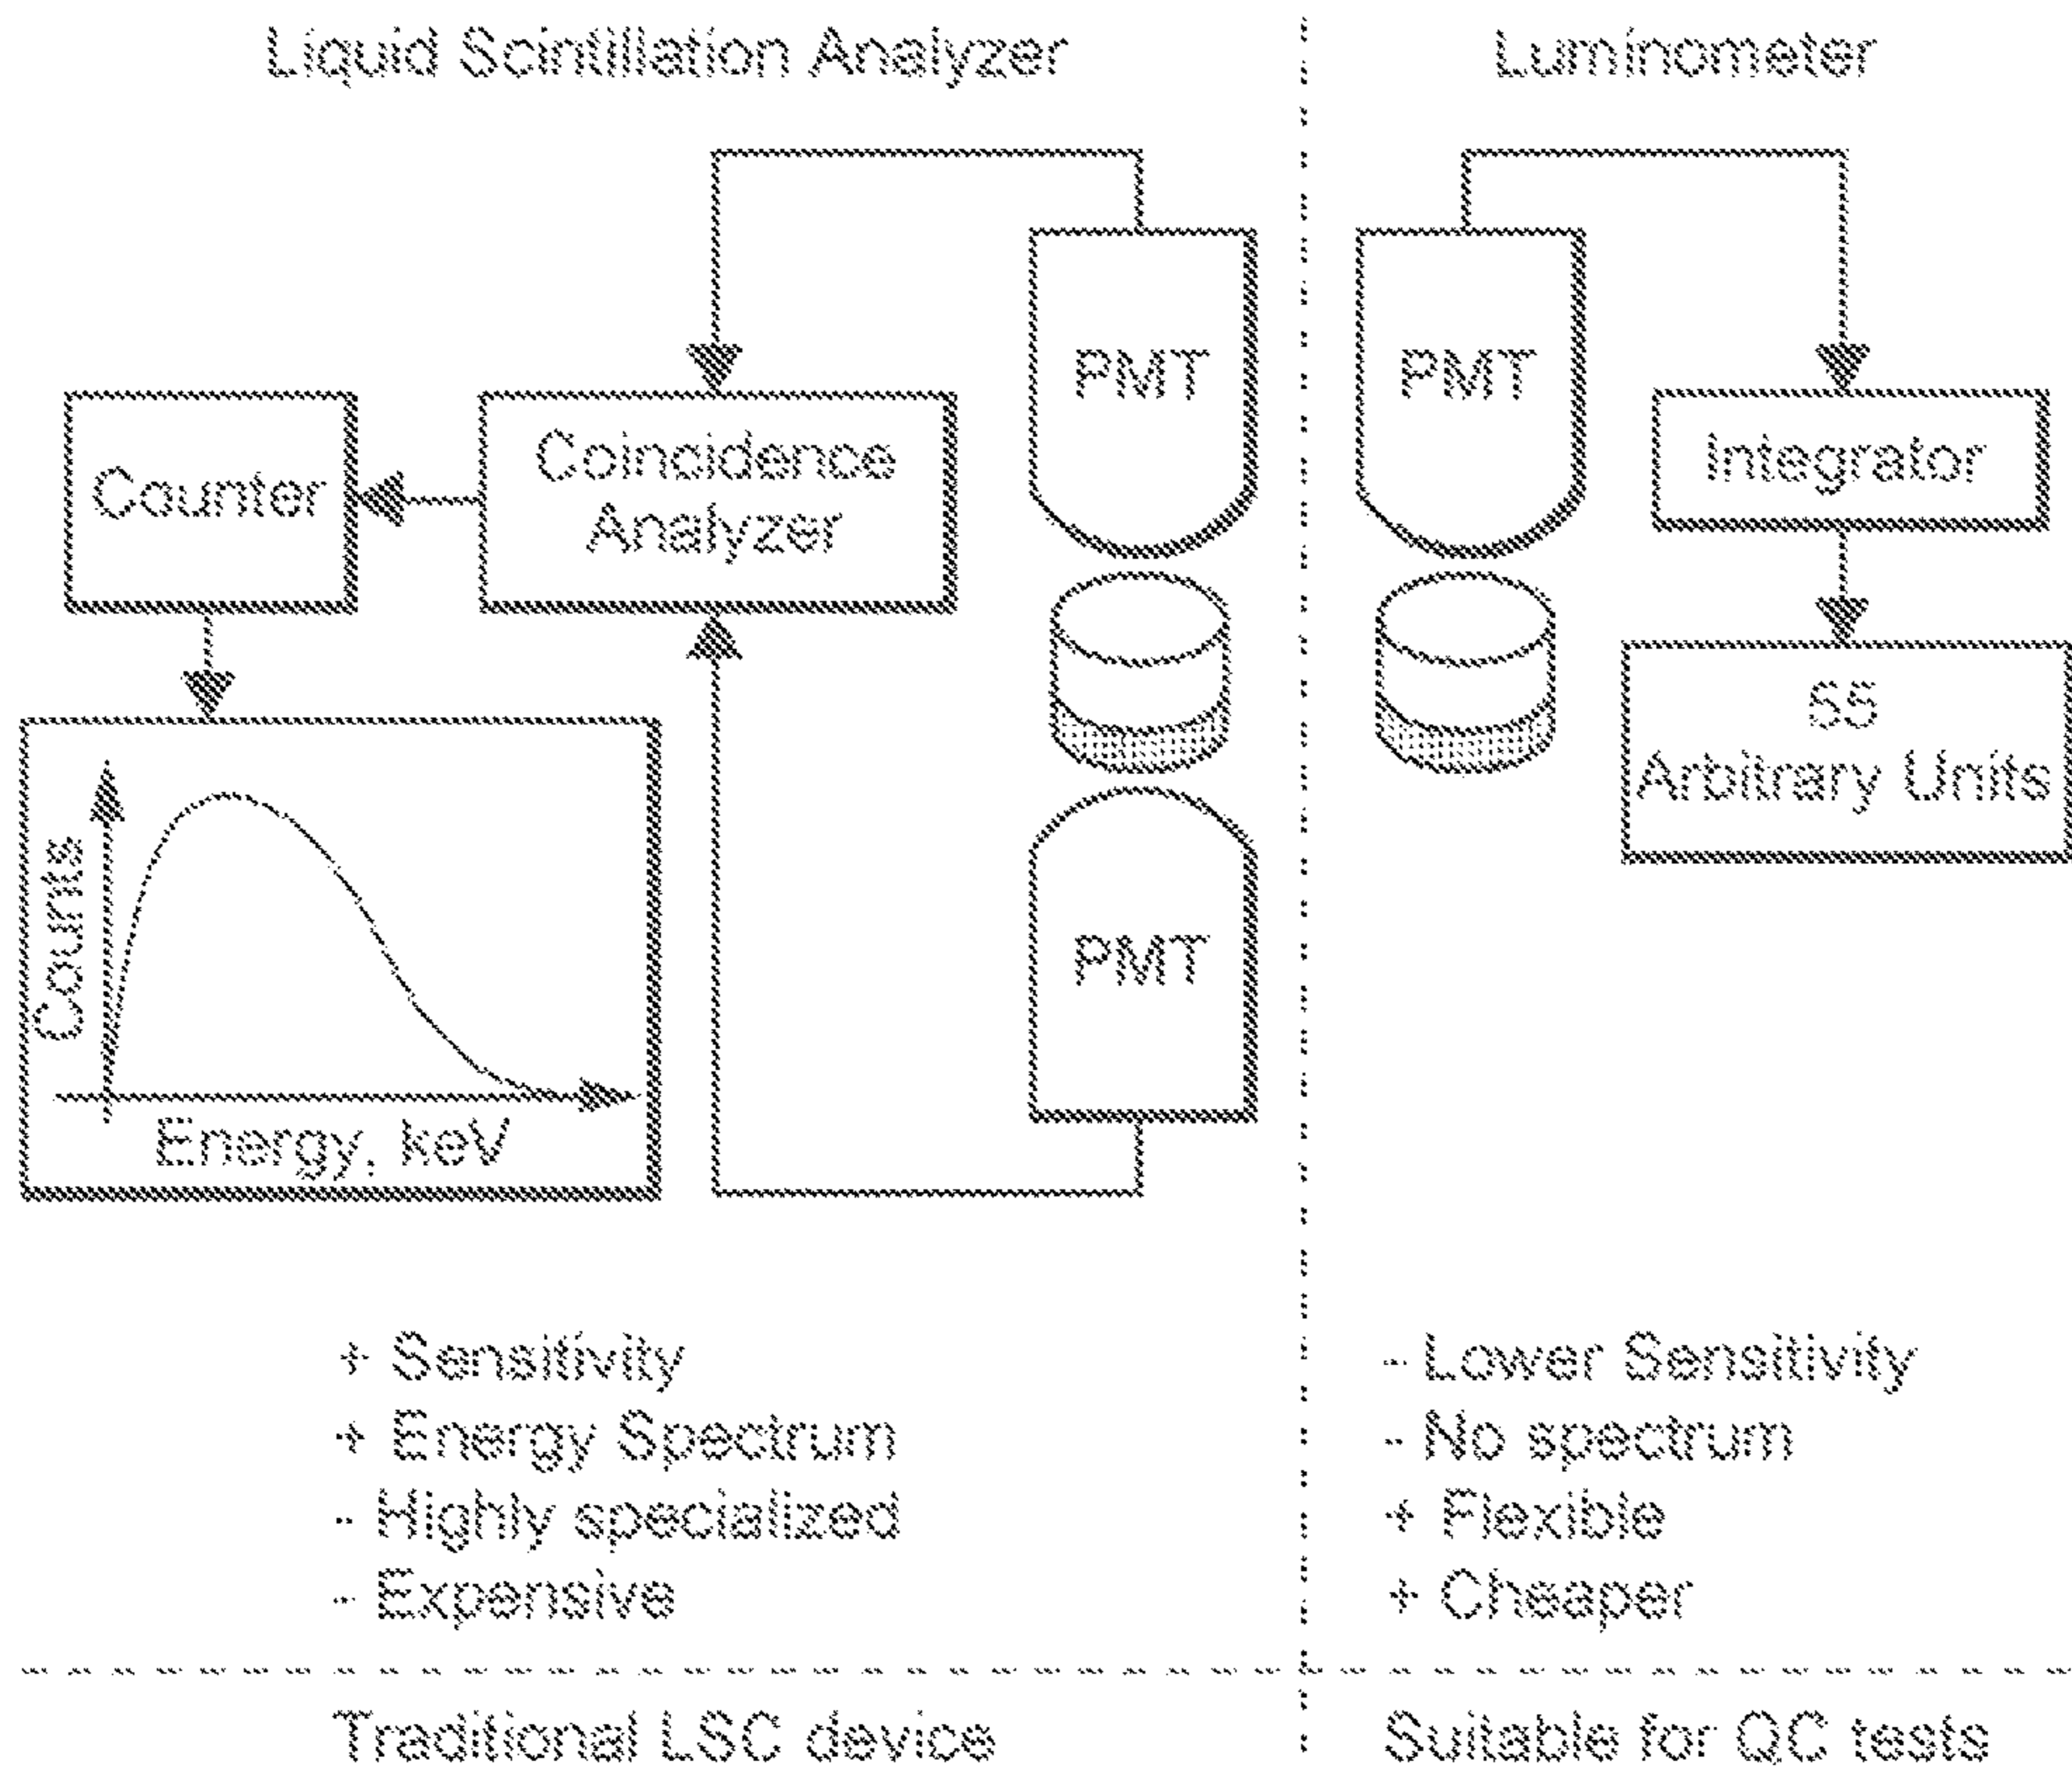 Liquid Scintillation Analyzer
PMT
Coincidence
Analyzer
Counter
Counts
Energy, keV
PMT
+ Sensitivity
+ Energy Spectrum
- Highly specialized
- Expensive
Traditional LSC device
Luminometer
PMT
Integrator
55
Arbitrary Units
- Lower Sensitivity
- No spectrum
+ Flexible
+ Cheaper
Suitable for QC tests